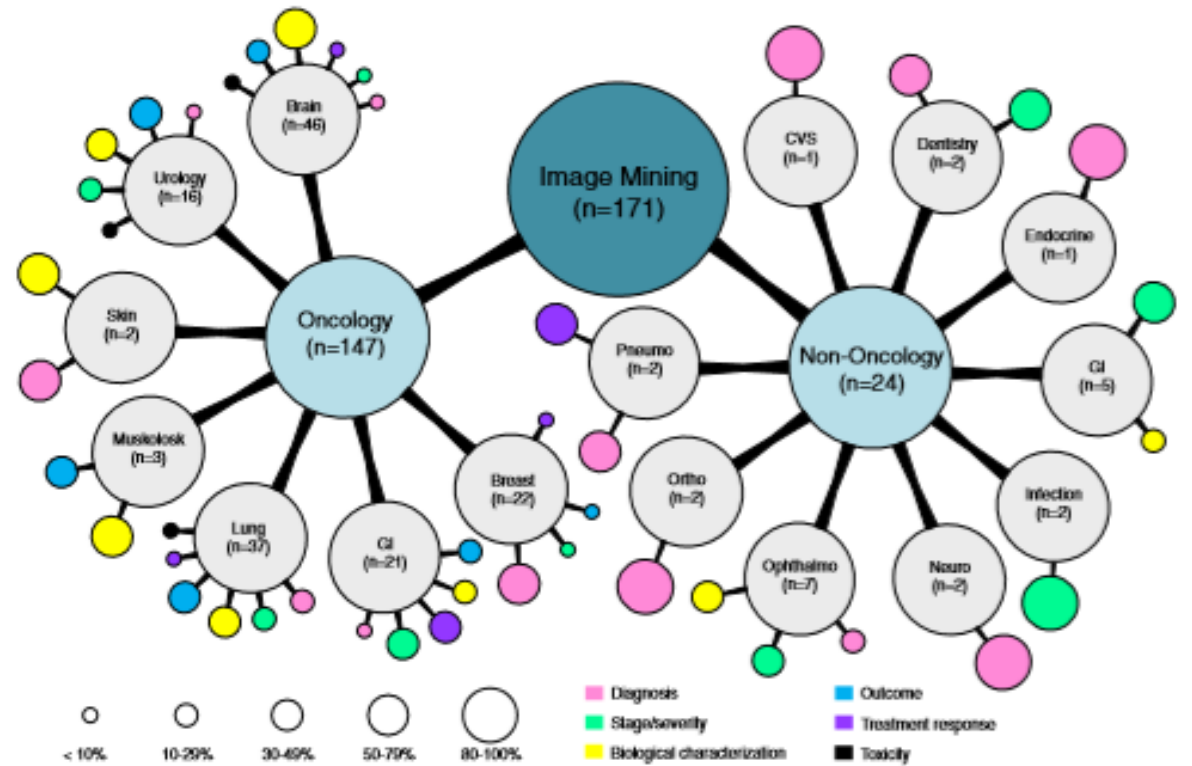 Image Mining
(n=171)
Oncology
(n=147)
Brain
(n=46)
Urology
(n=16)
Skin
(n=2)
Muskolosk
(n=3)
Lung
(n=37)
GI
(n=21)
Breast
(n=22)
Non-Oncology
(n=24)
CVS
(n=1)
Dentistry
(n=2)
Endocrine
(n=1)
GI
(n=5)
Infection
(n=2)
Neuro
(n=2)
Ophthalmo
(n=7)
Ortho
(n=2)
Pneumo
(n=2)
< 10%
10-29%
30-49%
50-79%
80-100%
Diagnosis
Stage/severity
Biological characterization
Outcome
Treatment response
Toxicity